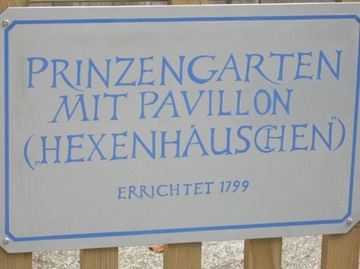 PRINZENGARTEN
MIT PAVILLON
(„HEXENHÄUSCHEN“)
ERRICHTET 1799